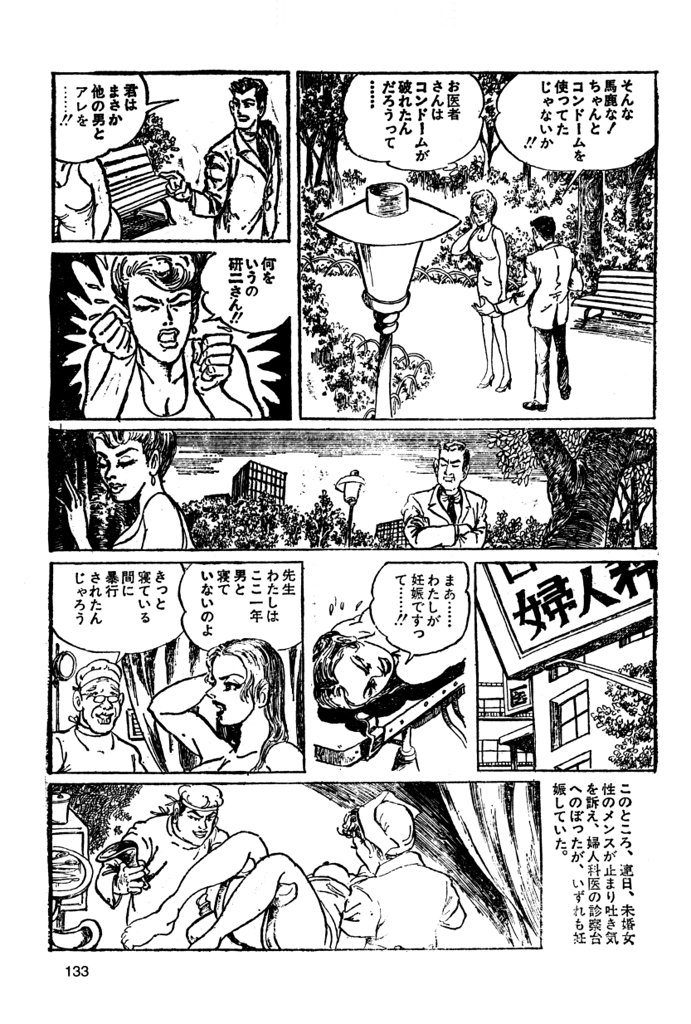 そんな
馬鹿な!
ちゃんと
コンドームを
使ってた
じゃないか
!!
お医者
さんは
コンドームが
破れたん
だろうって
君は
まさか
他の男と
アレを
……!!
何を
いうの
研二さん!!
婦人科
医
まあ……
わたしが
妊娠ですっ
て……!!
先生
わたしは
ここ一年
男と
寝て
いないのよ
きっと
寝ている
間に
暴行
されたん
じゃろう
このところ、連日、未婚女
性のメンスが止まり吐き気
を訴え、婦人科医の診察台
へのぼったが、いずれも妊
娠していた。
133